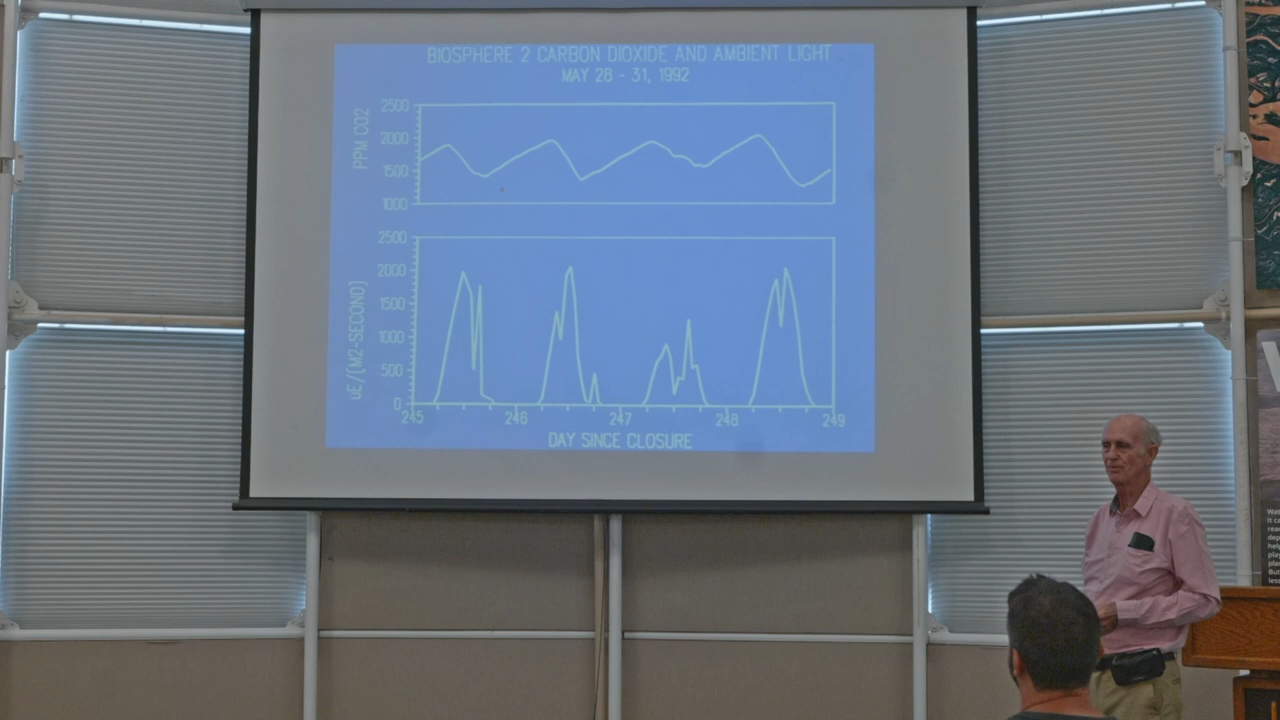 BIOSPHERE 2 CARBON DIOXIDE AND AMBIENT LIGHT
MAY 28 - 31, 1992
PPM CO2
2500
2000
1500
1000
uE/(M2-SECOND)
2500
2000
1500
1000
500
0
245 246 247 248 249
DAY SINCE CLOSURE